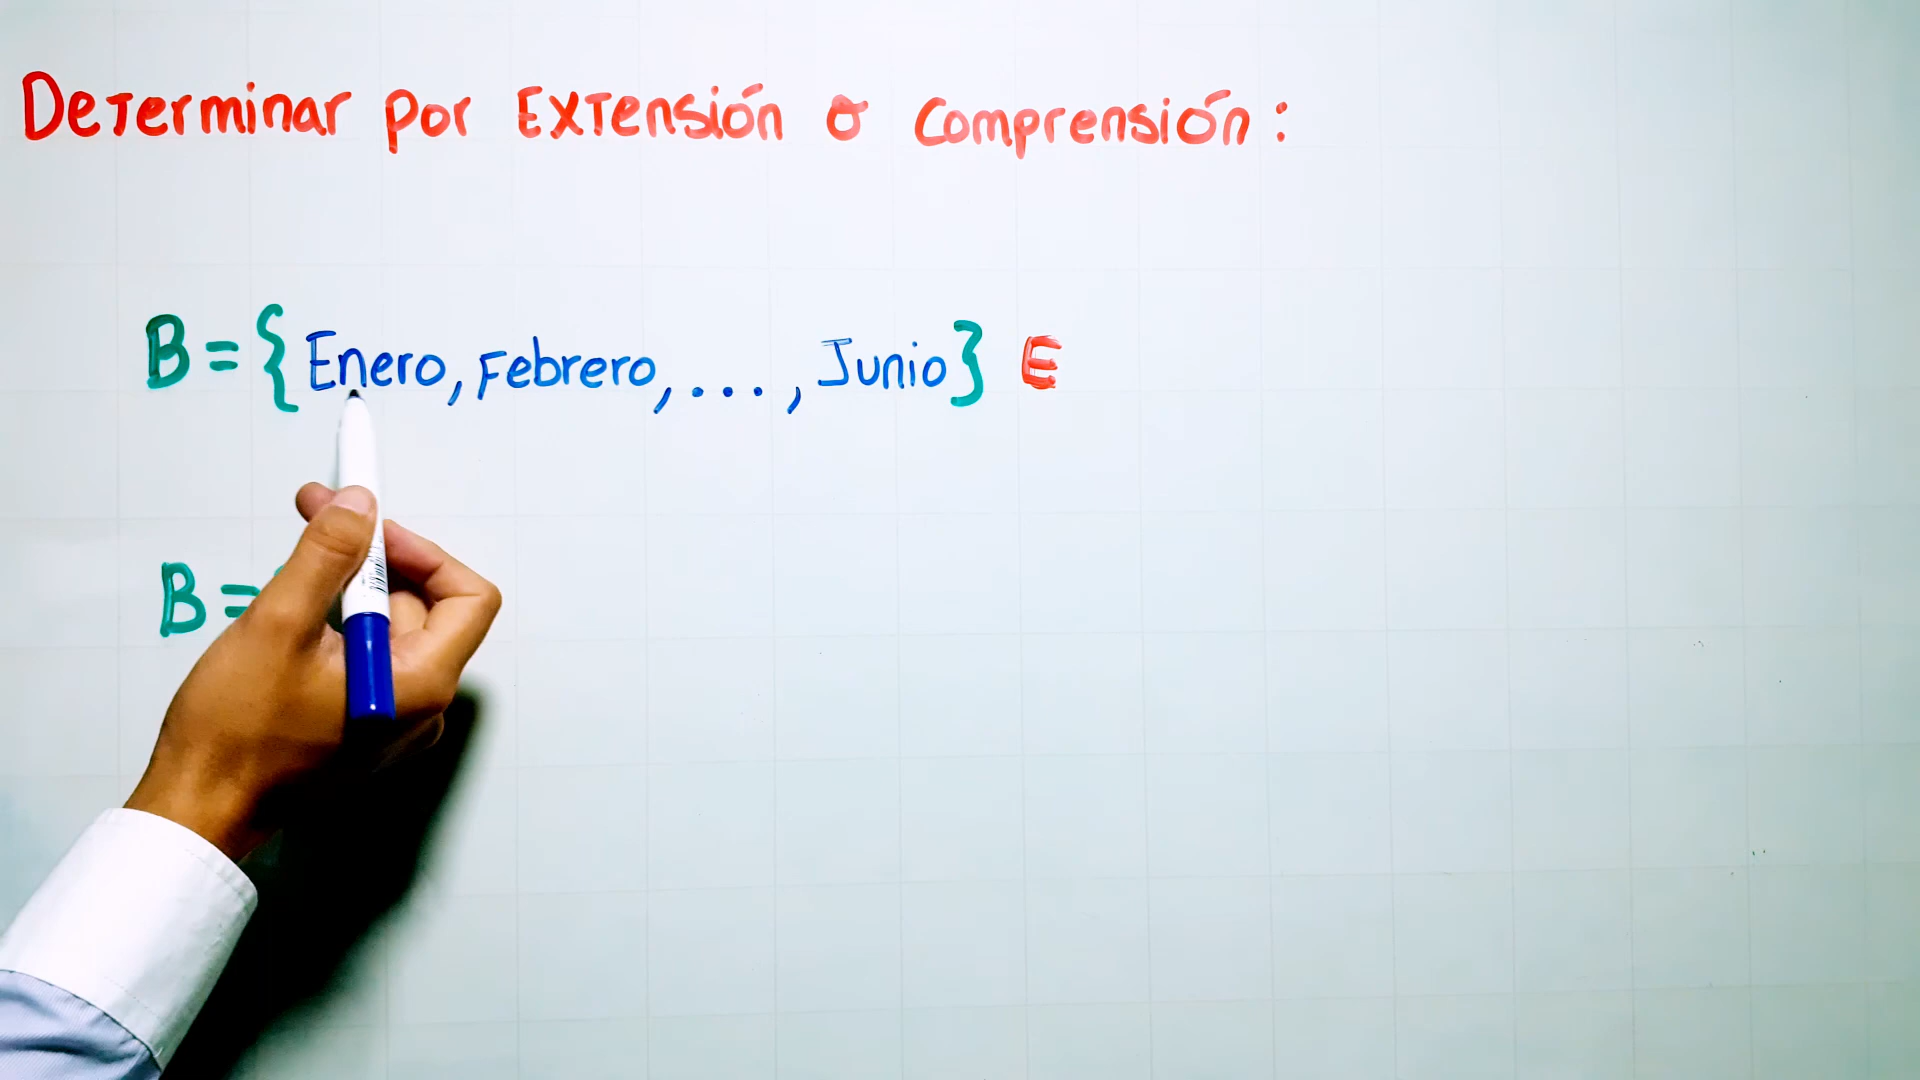 Determinar por Extensión o Comprensión:
B = { Enero, Febrero, ..., Junio } E
B =